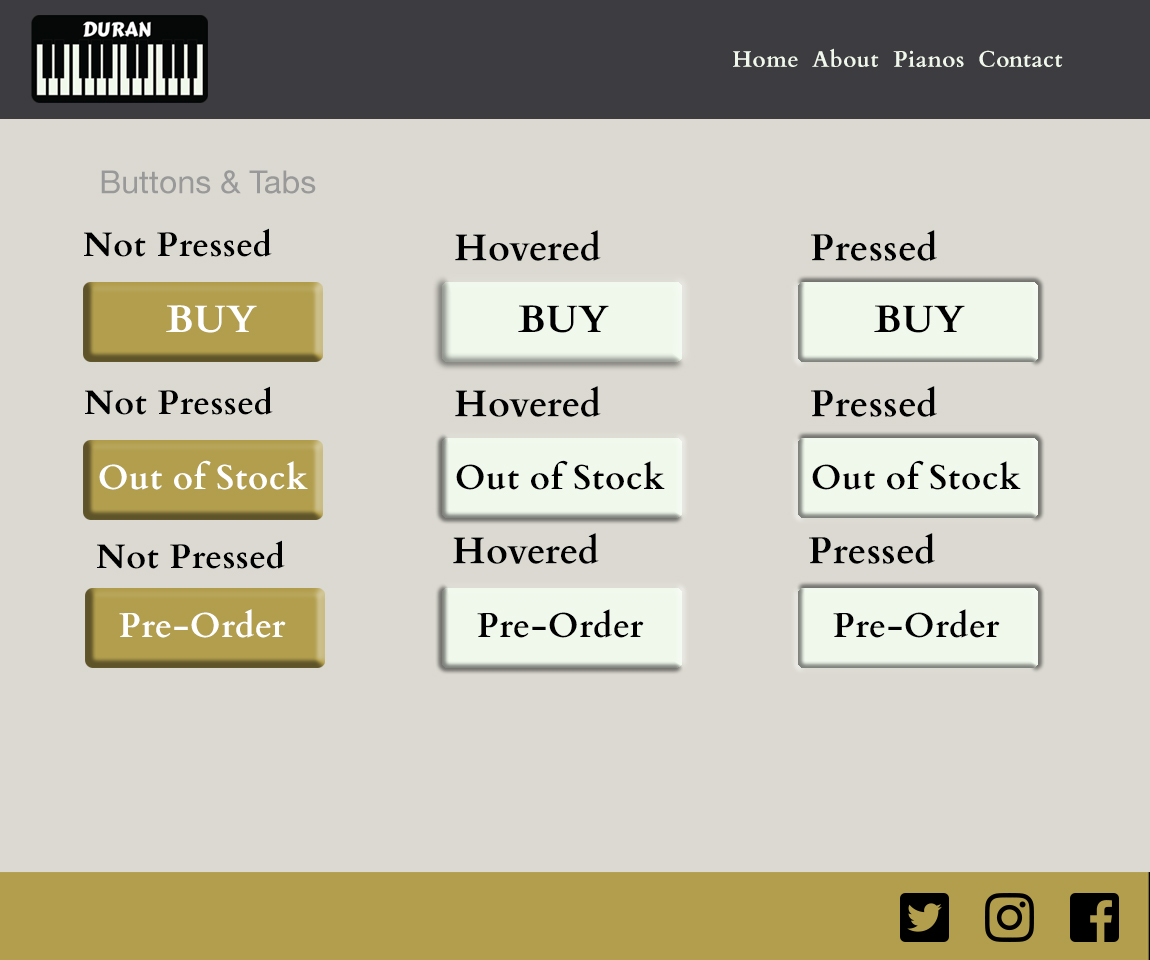 DURAN
Home About Pianos Contact
Buttons & Tabs
Not Pressed
Hovered
Pressed
BUY
BUY
BUY
Not Pressed
Hovered
Pressed
Out of Stock
Out of Stock
Out of Stock
Not Pressed
Hovered
Pressed
Pre-Order
Pre-Order
Pre-Order